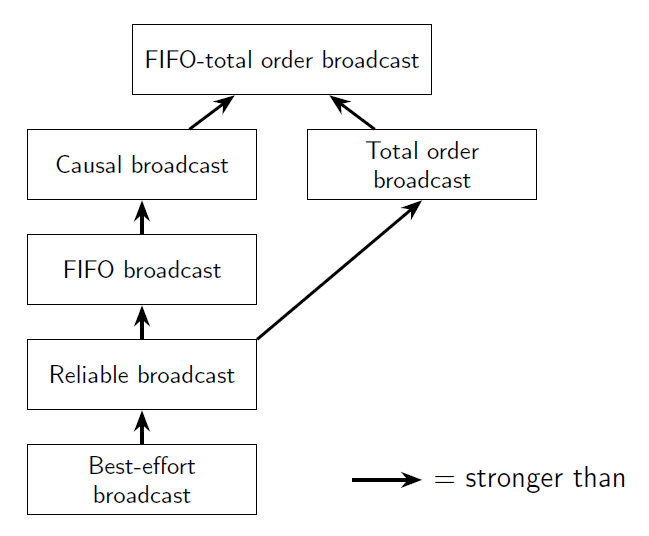 FIFO-total order broadcast
Causal broadcast
Total order
broadcast
FIFO broadcast
Reliable broadcast
Best-effort
broadcast
= stronger than